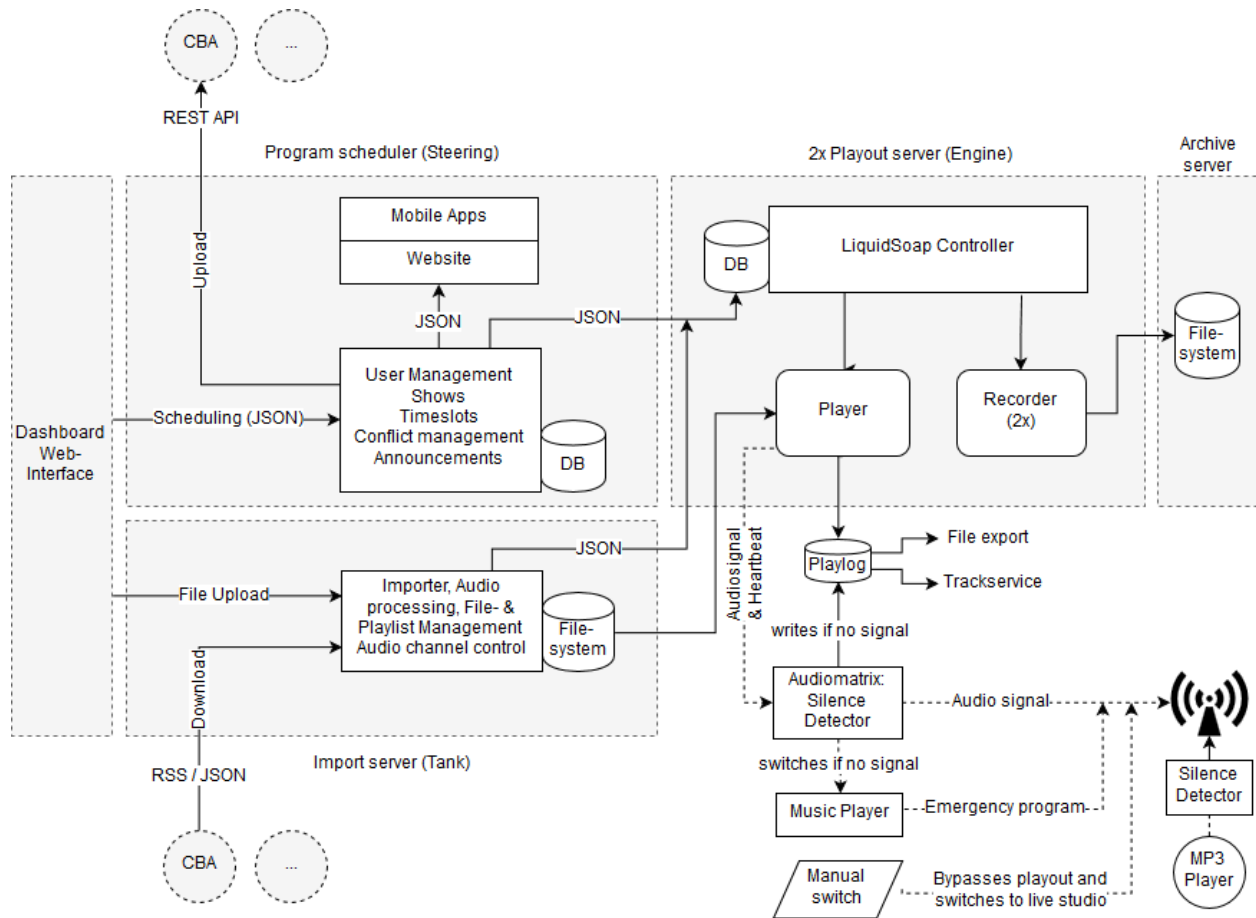 CBA
...
REST API
Program scheduler (Steering)
2x Playout server (Engine)
Archive
server
Upload
Mobile Apps
Website
JSON
JSON
DB
LiquidSoap Controller
File-
system
User Management
Shows
Timeslots
Conflict management
Announcements
DB
Scheduling (JSON)
Dashboard
Web-
Interface
Player
Recorder
(2x)
JSON
File Upload
Importer, Audio
processing, File- &
Playlist Management
Audio channel control
File-
system
Download
Import server (Tank)
RSS / JSON
CBA
...
Audiosignal
& Heartbeat
Playlog
File export
Trackservice
writes if no signal
Audiomatrix:
Silence
Detector
Audio signal
switches if no signal
Music Player
Emergency program
Manual
switch
Bypasses playout and
switches to live studio
Silence
Detector
MP3
Player